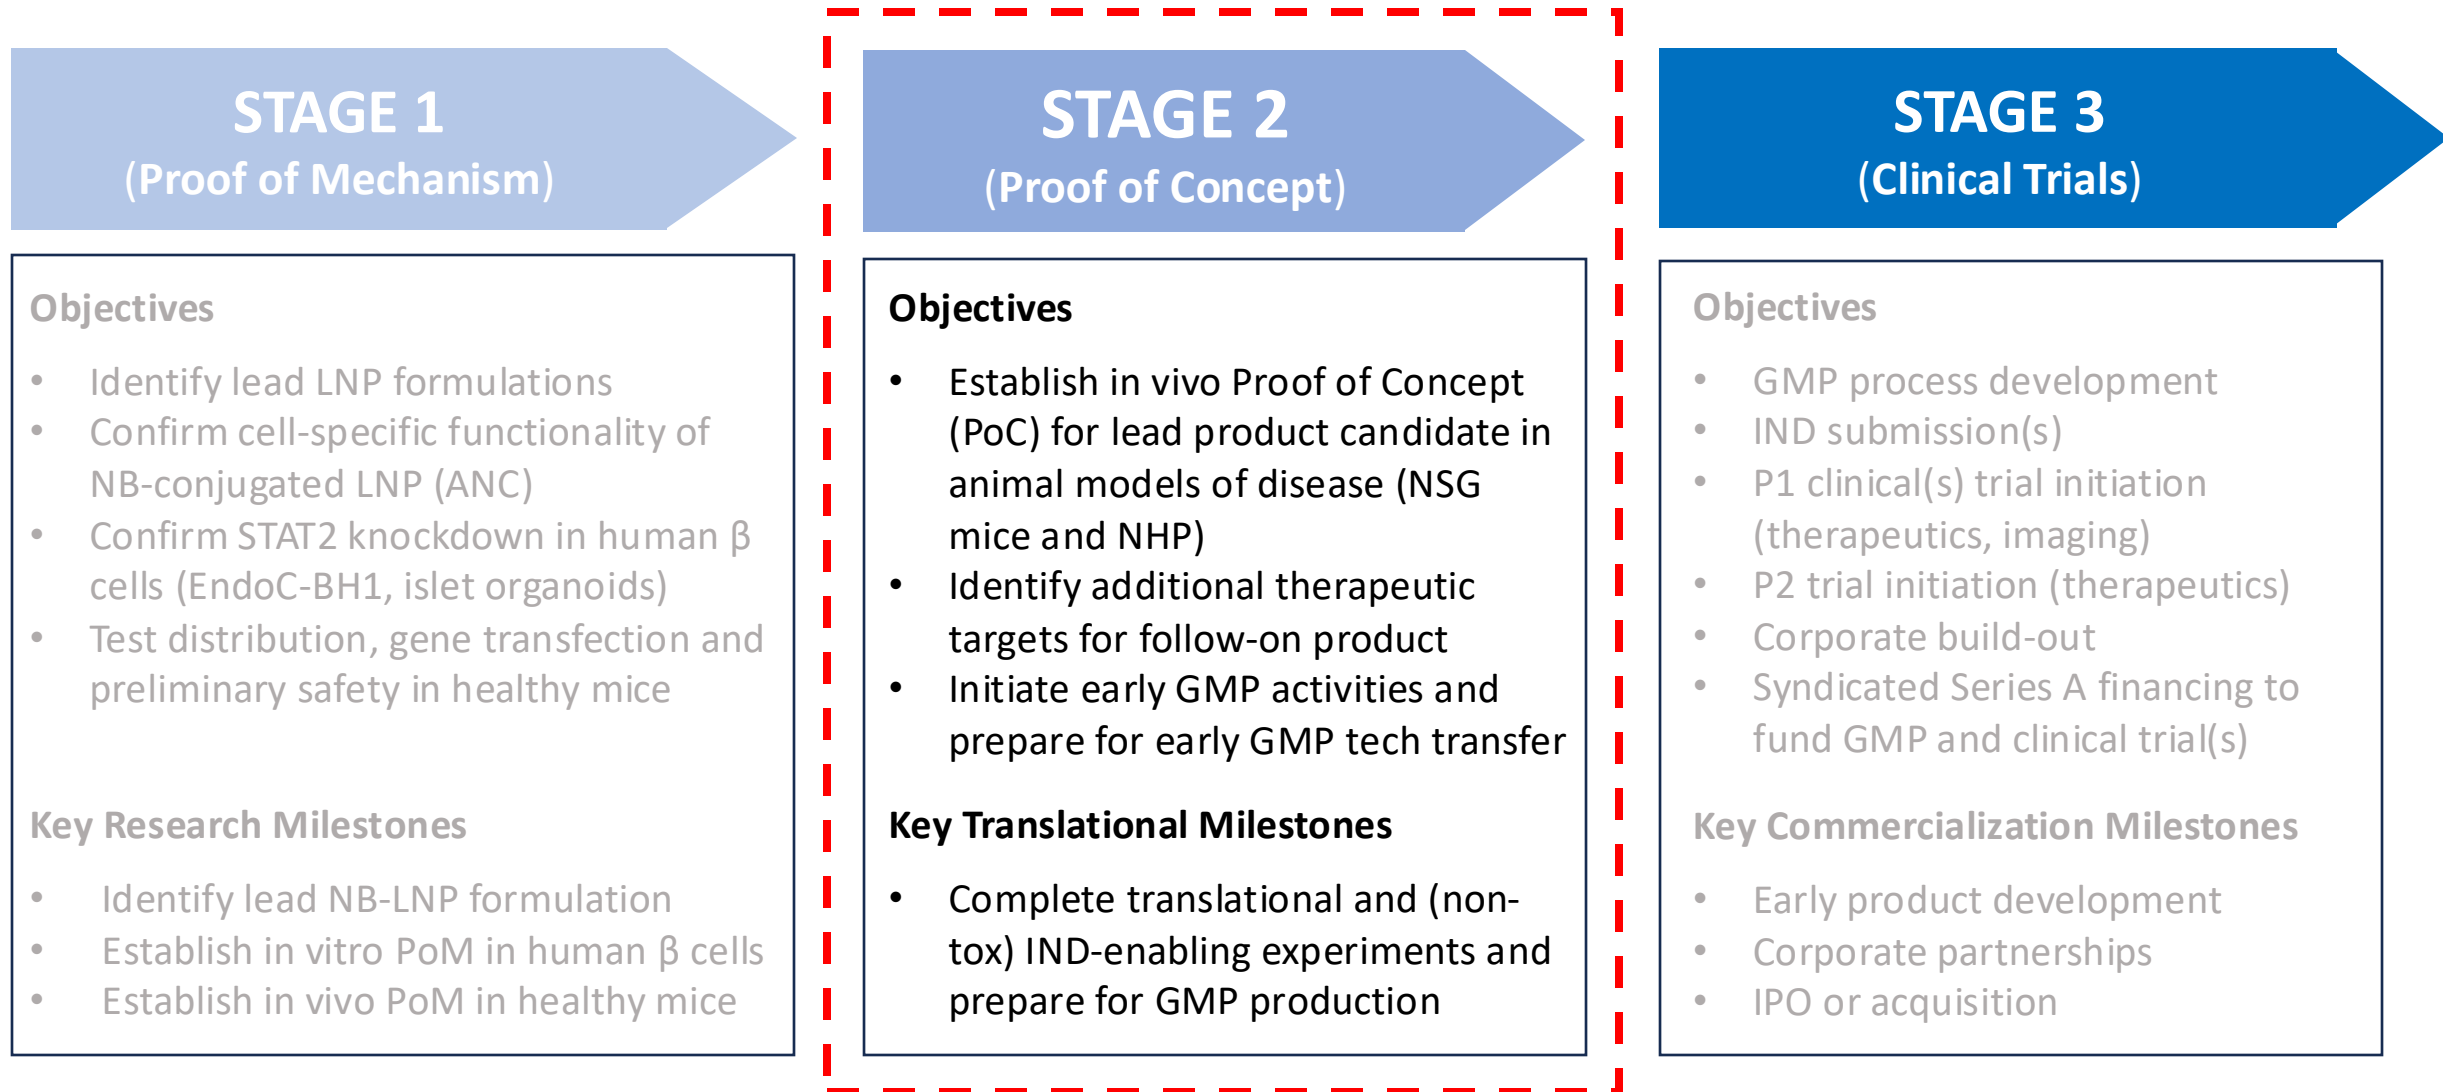 STAGE 1
(Proof of Mechanism)
Objectives
• Identify lead LNP formulations
• Confirm cell-specific functionality of
NB-conjugated LNP (ANC)
• Confirm STAT2 knockdown in human β
cells (EndoC-BH1, islet organoids)
• Test distribution, gene transfection and
preliminary safety in healthy mice
Key Research Milestones
• Identify lead NB-LNP formulation
• Establish in vitro PoM in human β cells
• Establish in vivo PoM in healthy mice
STAGE 2
(Proof of Concept)
Objectives
• Establish in vivo Proof of Concept
(PoC) for lead product candidate in
animal models of disease (NSG
mice and NHP)
• Identify additional therapeutic
targets for follow-on product
• Initiate early GMP activities and
prepare for early GMP tech transfer
Key Translational Milestones
• Complete translational and (non-
tox) IND-enabling experiments and
prepare for GMP production
STAGE 3
(Clinical Trials)
Objectives
• GMP process development
• IND submission(s)
• P1 clinical(s) trial initiation
(therapeutics, imaging)
• P2 trial initiation (therapeutics)
• Corporate build-out
• Syndicated Series A financing to
fund GMP and clinical trial(s)
Key Commercialization Milestones
• Early product development
• Corporate partnerships
• IPO or acquisition